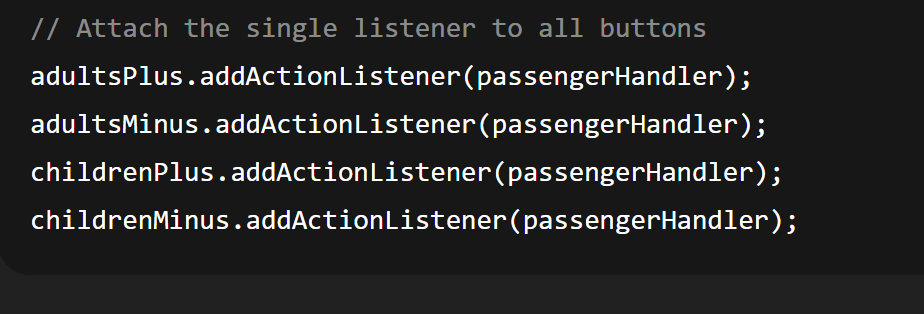 // Attach the single listener to all buttons
adultsPlus.addActionListener(passengerHandler);
adultsMinus.addActionListener(passengerHandler);
childrenPlus.addActionListener(passengerHandler);
childrenMinus.addActionListener(passengerHandler);